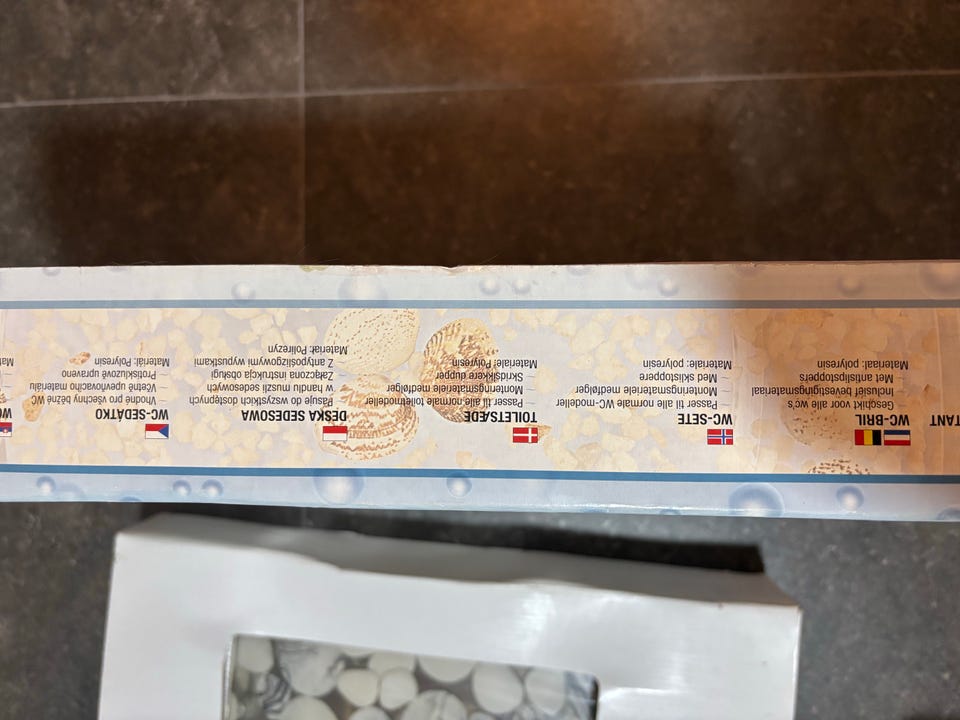 TANT
WC-BRIL
Geschikt voor alle wc's
Inclusief bevestigingsmateriaal
Met antislipstoppers
Materiaal: polyresin
WC-SETE
Passer til alle normale WC-modeller
Monteringsmateriale medfølger
Med sklistoppere
Materiale: polyresin
TOILETSÆDE
Passer til alle normale toiletmodeller
Monteringsmateriale medfølger
Skridsikkere dupper
Materiale: Polyresin
DESKA SEDESOWA
Pasuje do wszystkich dostępnych
w handlu muszli sedesowych
Załączona instrukcja obsługi
Z antypoślizgowymi wypustkami
Materiał: Polirezyn
WC-SEDÁTKO
Vhodné pro všechny běžné WC
Včetně upevňovacího materiálu
Protiskluzově upraveno
Materiál: Polyresin
WC
Mat